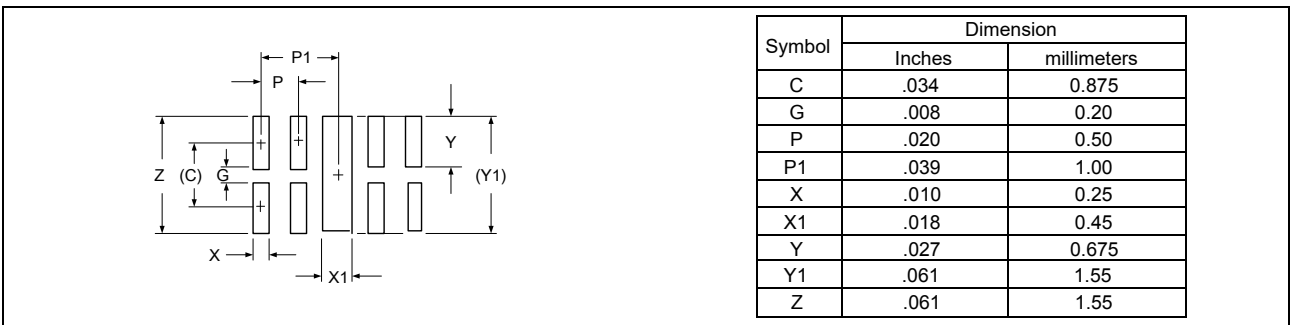 P1
P
Y
Z (C) G (Y1)
X
X1
Symbol Dimension
Inches millimeters
C .034 0.875
G .008 0.20
P .020 0.50
P1 .039 1.00
X .010 0.25
X1 .018 0.45
Y .027 0.675
Y1 .061 1.55
Z .061 1.55